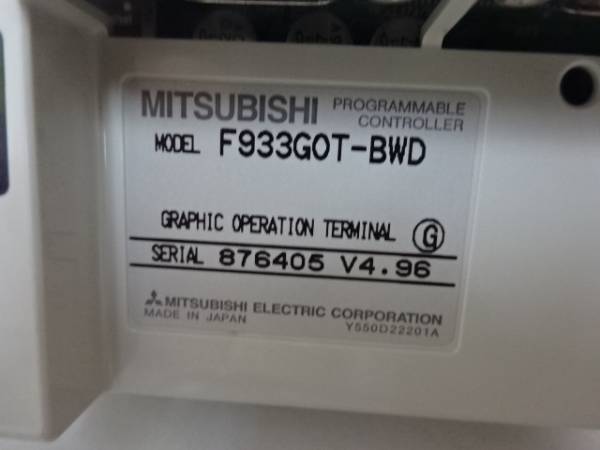 MITSUBISHI PROGRAMMABLE
CONTROLLER
MODEL F933GOT-BWD
GRAPHIC OPERATION TERMINAL G
SERIAL 876405 V4.96
MITSUBISHI ELECTRIC CORPORATION
MADE IN JAPAN Y550D22201A